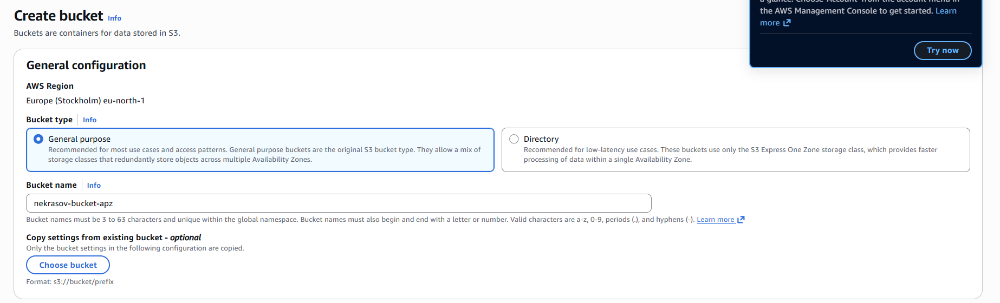 Create bucket Info
Buckets are containers for data stored in S3.
a glance. Choose 'Account' from the account menu in
the AWS Management Console to get started. Learn
more
Try now
General configuration
AWS Region
Europe (Stockholm) eu-north-1
Bucket type Info
General purpose
Recommended for most use cases and access patterns. General purpose buckets are the original S3 bucket type. They allow a mix of
storage classes that redundantly store objects across multiple Availability Zones.
Directory
Recommended for low-latency use cases. These buckets use only the S3 Express One Zone storage class, which provides faster
processing of data within a single Availability Zone.
Bucket name Info
nekrasov-bucket-apz
Bucket names must be 3 to 63 characters and unique within the global namespace. Bucket names must also begin and end with a letter or number. Valid characters are a-z, 0-9, periods (.), and hyphens (-). Learn more
Copy settings from existing bucket - optional
Only the bucket settings in the following configuration are copied.
Choose bucket
Format: s3://bucket/prefix